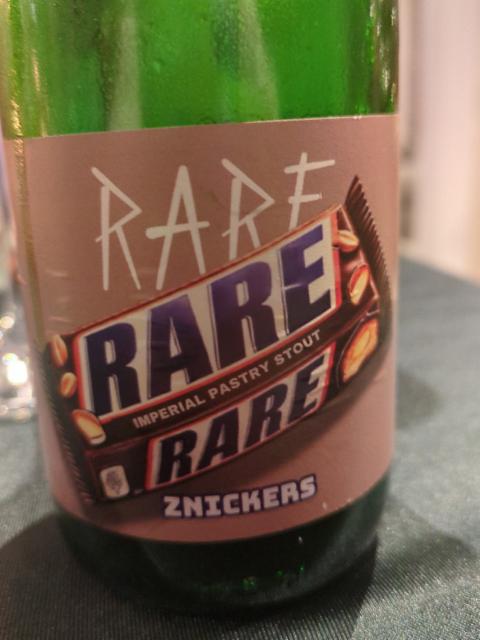 RARE
RARE
IMPERIAL PASTRY STOUT
RARE
ZNICKERS